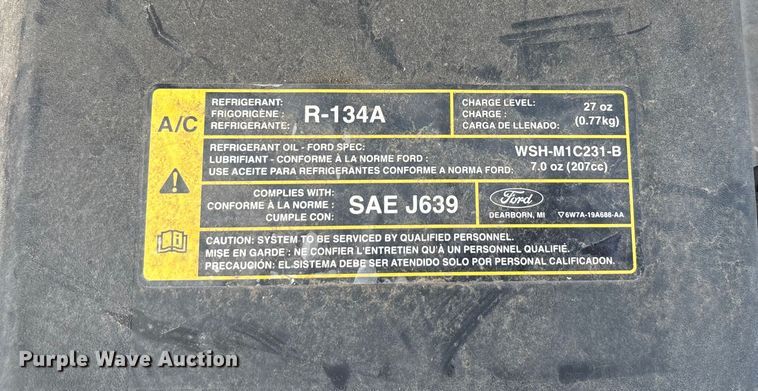 A/C
REFRIGERANT:
FRIGORIGÈNE :
REFRIGERANTE:
R-134A
CHARGE LEVEL:
CHARGE :
CARGA DE LLENADO:
27 oz
(0.77kg)
REFRIGERANT OIL - FORD SPEC:
LUBRIFIANT - CONFORME À LA NORME FORD :
USE ACEITE PARA REFRIGERANTES CONFORME A NORMA FORD:
WSH-M1C231-B
7.0 oz (207cc)
COMPLIES WITH:
CONFORME À LA NORME :
CUMPLE CON:
SAE J639
Ford
DEARBORN, MI
6W7A-19A688-AA
CAUTION: SYSTEM TO BE SERVICED BY QUALIFIED PERSONNEL.
MISE EN GARDE : NE CONFIER L'ENTRETIEN QU'À UN PERSONNEL QUALIFIÉ.
PRECAUCIÓN: EL SISTEMA DEBE SER ATENDIDO SOLO POR PERSONAL CALIFICADO.
Purple Wave Auction